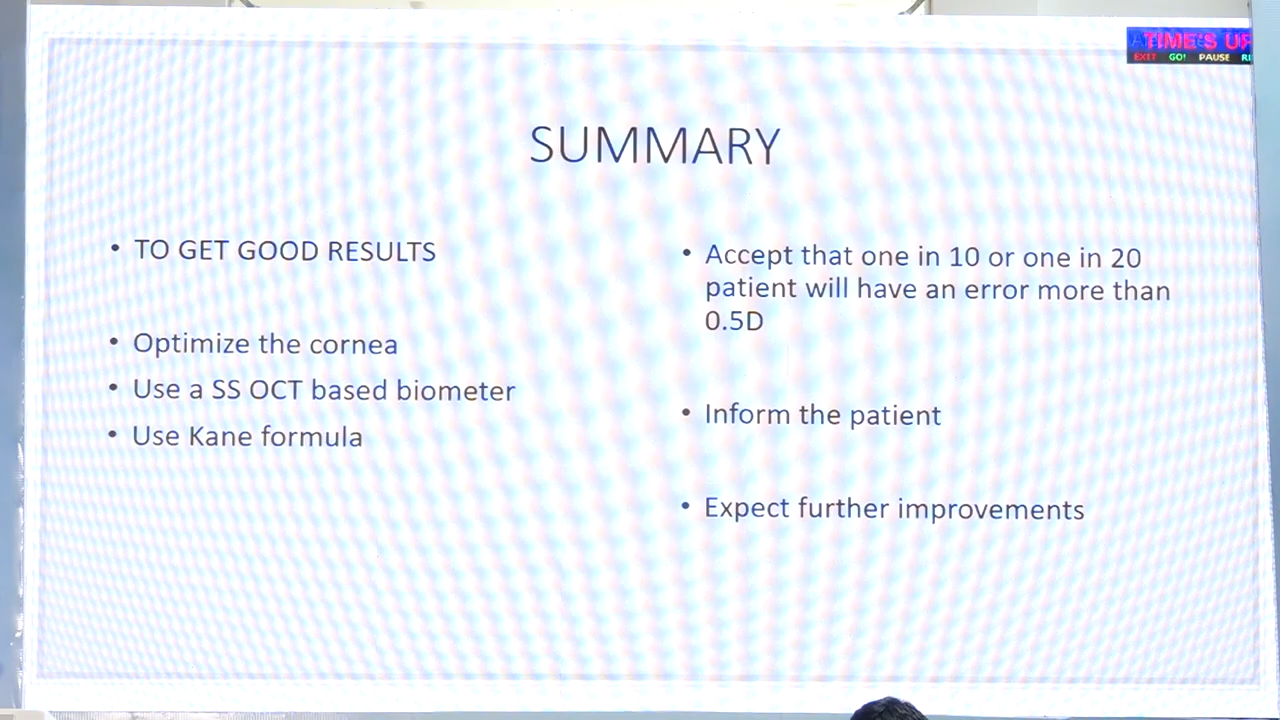 TIME'S UP
EXIT GO! PAUSE
SUMMARY
• TO GET GOOD RESULTS
• Optimize the cornea
• Use a SS OCT based biometer
• Use Kane formula
• Accept that one in 10 or one in 20
patient will have an error more than
0.5D
• Inform the patient
• Expect further improvements